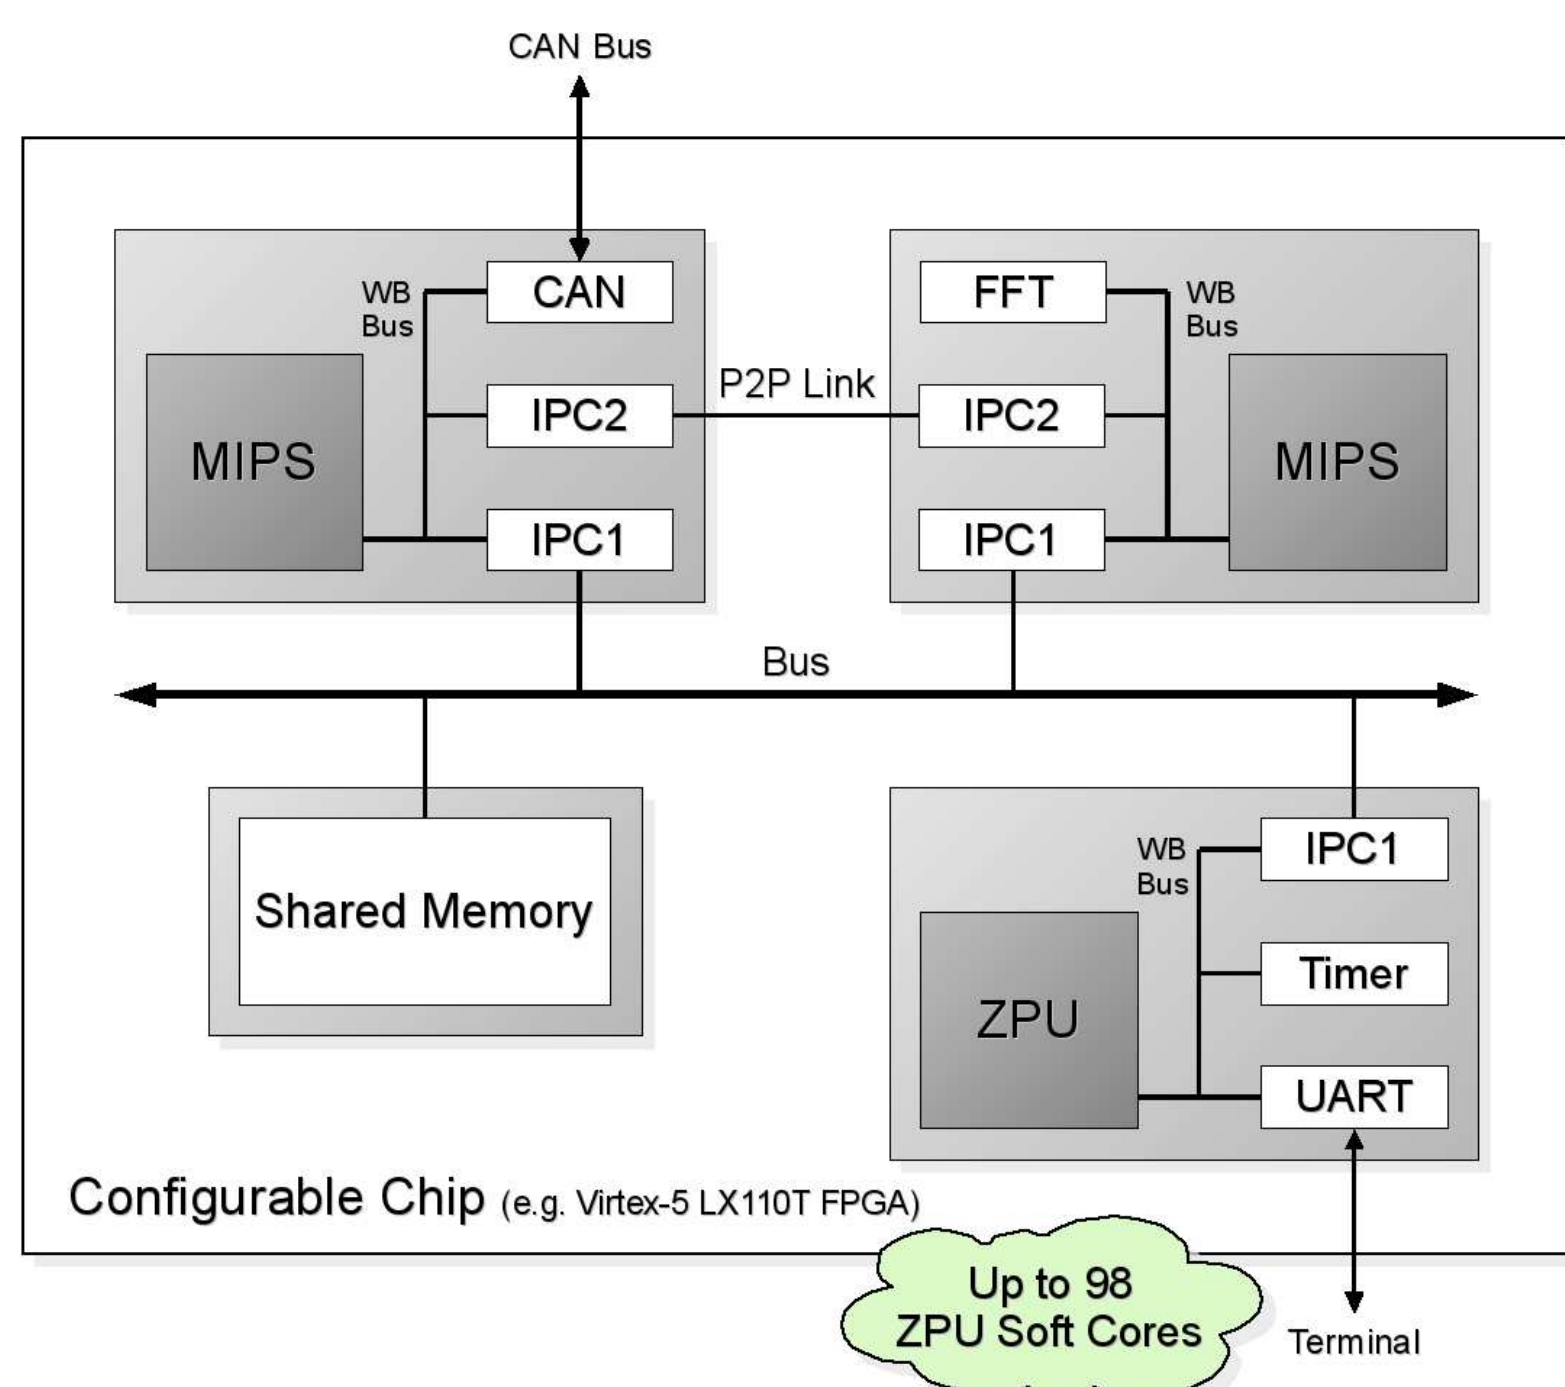 CAN Bus
WB
Bus
CAN
IPC2
IPC1
MIPS
P2P Link
FFT
IPC2
IPC1
WB
Bus
MIPS
Bus
Shared Memory
WB
Bus
IPC1
Timer
UART
ZPU
Configurable Chip (e.g. Virtex-5 LX110T FPGA)
Up to 98
ZPU Soft Cores
Terminal